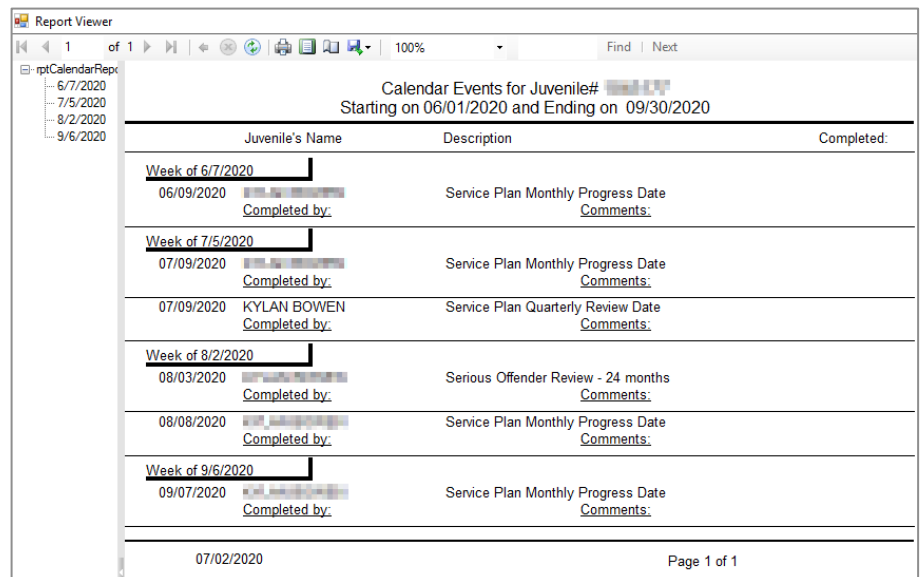 Report Viewer
1 of 1 100% Find | Next
rptCalendarRepo
6/7/2020
7/5/2020
8/2/2020
9/6/2020
Calendar Events for Juvenile#
Starting on 06/01/2020 and Ending on 09/30/2020
Juvenile's Name Description Completed:
Week of 6/7/2020
06/09/2020 Service Plan Monthly Progress Date
Completed by: Comments:
Week of 7/5/2020
07/09/2020 Service Plan Monthly Progress Date
Completed by: Comments:
07/09/2020 KYLAN BOWEN Service Plan Quarterly Review Date
Completed by: Comments:
Week of 8/2/2020
08/03/2020 Serious Offender Review - 24 months
Completed by: Comments:
08/08/2020 Service Plan Monthly Progress Date
Completed by: Comments:
Week of 9/6/2020
09/07/2020 Service Plan Monthly Progress Date
Completed by: Comments:
07/02/2020 Page 1 of 1